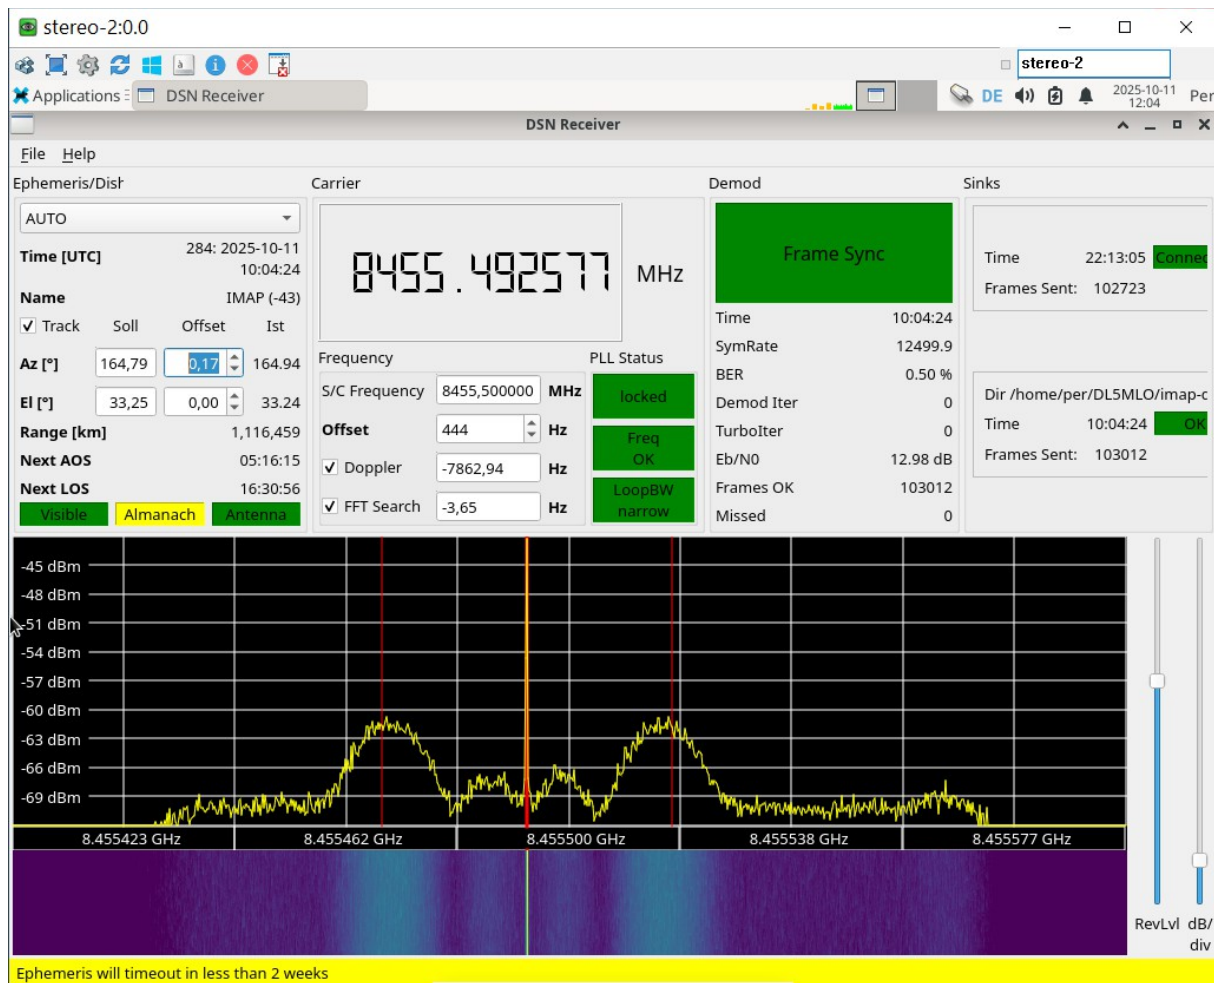 stereo-2:0.0
stereo-2
Applications
DSN Receiver
DE
2025-10-11
12:04
Per
DSN Receiver
File Help
Ephemeris/Dish
AUTO
Time [UTC] 284: 2025-10-11
10:04:24
Name IMAP (-43)
Track Soll Offset Ist
Az [°] 164,79 0,17 164.94
El [°] 33,25 0,00 33.24
Range [km] 1,116,459
Next AOS 05:16:15
Next LOS 16:30:56
Visible Almanach Antenna
Carrier
8455.492577 MHz
Frequency
S/C Frequency 8455,500000 MHz
Offset 444 Hz
Doppler -7862,94 Hz
FFT Search -3,65 Hz
PLL Status
locked
Freq
OK
LoopBW
narrow
Demod
Frame Sync
Time 10:04:24
SymRate 12499.9
BER 0.50 %
Demod Iter 0
TurboIter 0
Eb/N0 12.98 dB
Frames OK 103012
Missed 0
Sinks
Time 22:13:05 Connec
Frames Sent: 102723
Dir /home/per/DL5MLO/imap-c
Time 10:04:24 OK
Frames Sent: 103012
-45 dBm
-48 dBm
-51 dBm
-54 dBm
-57 dBm
-60 dBm
-63 dBm
-66 dBm
-69 dBm
8.455423 GHz 8.455462 GHz 8.455500 GHz 8.455538 GHz 8.455577 GHz
RevLvl dB/
div
Ephemeris will timeout in less than 2 weeks